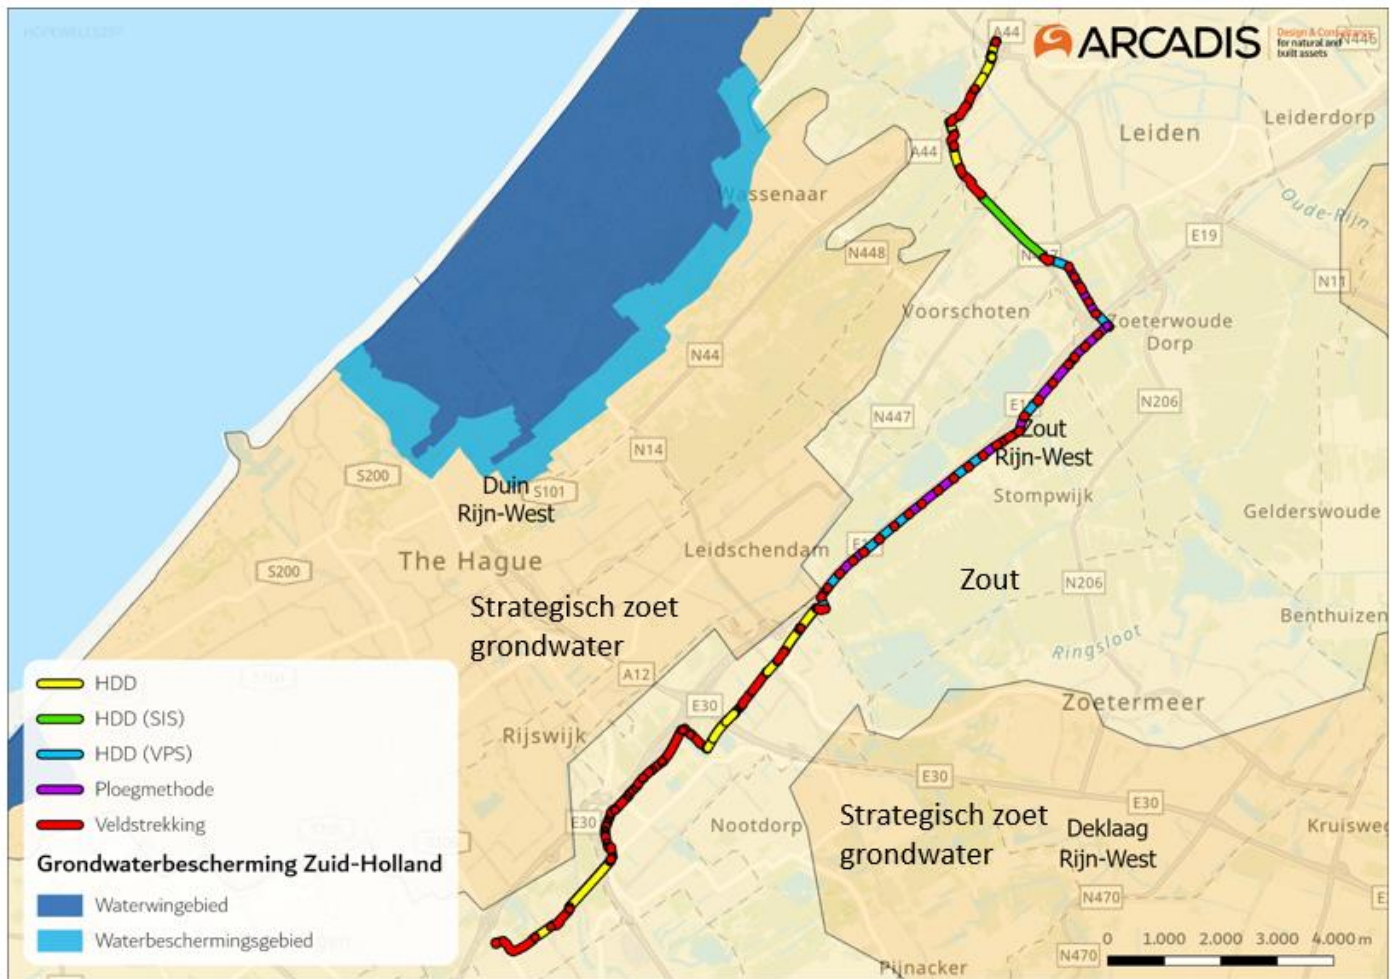 A44
ARCADIS
Design & Consultancy
for natural and
built assets
N446
Leiderdorp
Leiden
A44
Wassenaar
Oude-Rijn
E19
N448
N11
Voorschoten
Zoeterwoude
Dorp
N44
N206
N447
Zout
Rijn-West
N14
S200
Duin
Rijn-West
S101
Stompwijk
Gelderswoude
Leidschendam
The Hague
S200
Zout
N206
Strategisch zoet
grondwater
Benthuizen
Ringsloot
A12
E30
Zoetermeer
Rijswijk
E30
E30
E30
Nootdorp
Strategisch zoet
grondwater
Deklaag
Rijn-West
N470
N470
Pijnacker
HDD
HDD (SIS)
HDD (VPS)
Ploegmethode
Veldstrekking
Grondwaterbescherming Zuid-Holland
Waterwingebied
Waterbeschermingsgebied
0 1.000 2.000 3.000 4.000 m